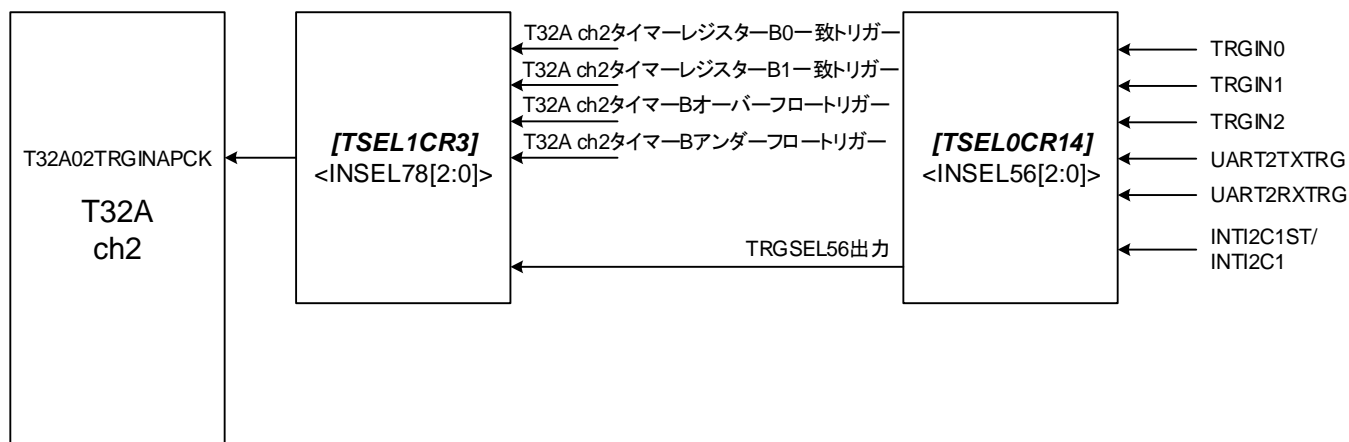 T32A02TRGINAPCK
T32A
ch2
[TSEL1CR3]
<INSEL78[2:0]>
T32A ch2タイマーレジスターB0一致トリガー
T32A ch2タイマーレジスターB1一致トリガー
T32A ch2タイマーBオーバーフロートリガー
T32A ch2タイマーBアンダーフロートリガー
TRGSEL56出力
[TSEL0CR14]
<INSEL56[2:0]>
TRGIN0
TRGIN1
TRGIN2
UART2TXTRG
UART2RXTRG
INTI2C1ST/
INTI2C1